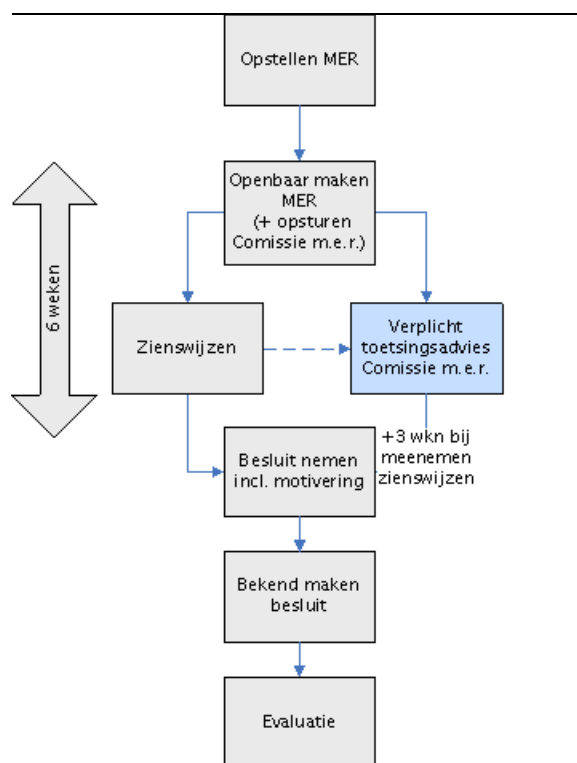 Opstellen MER
Openbaar maken
MER
(+ opsturen
Comissie m.e.r.)
6 weken
Zienswijzen
Verplicht
toetsingsadvies
Comissie m.e.r.
+3 wkn bij
meenemen
zienswijzen
Besluit nemen
incl. motivering
Bekend maken
besluit
Evaluatie